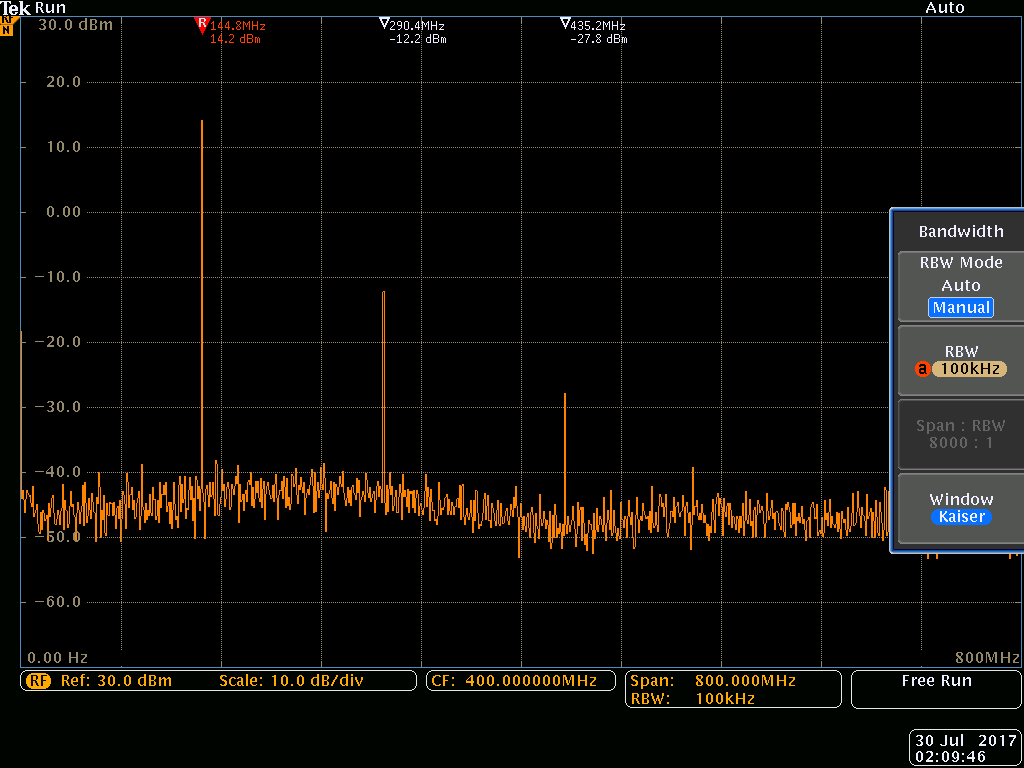 Tek Run Auto
RF
N
30.0 dBm
R 144.8MHz 290.4MHz 435.2MHz
14.2 dBm -12.2 dBm -27.8 dBm
20.0
10.0
0.00
-10.0
-20.0
-30.0
-40.0
-50.0
-60.0
0.00 Hz
800MHz
Bandwidth
RBW Mode
Auto
Manual
RBW
a 100kHz
Span : RBW
8000 : 1
Window
Kaiser
RF Ref: 30.0 dBm Scale: 10.0 dB/div
CF: 400.000000MHz
Span: 800.000MHz
RBW: 100kHz
Free Run
30 Jul 2017
02:09:46